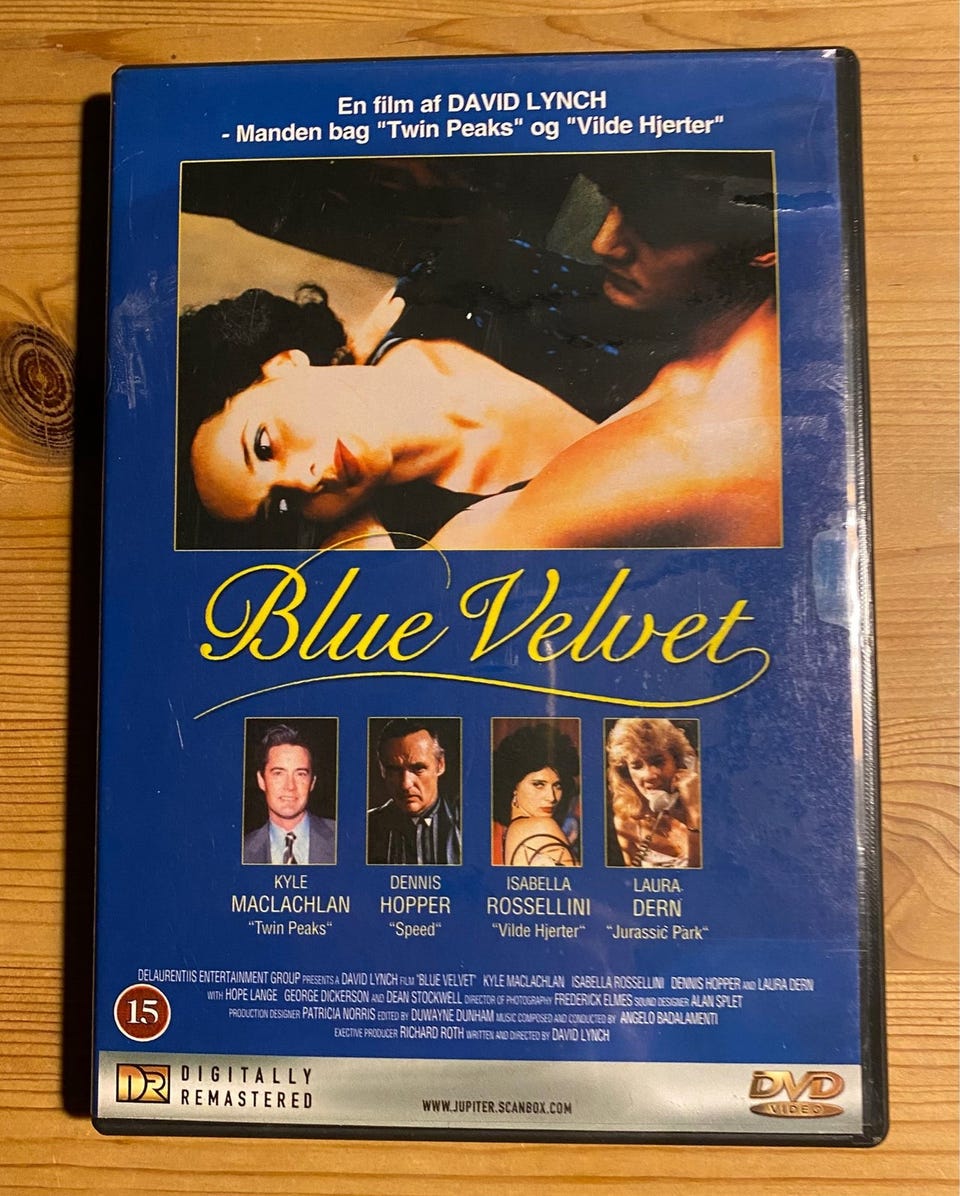 En film af DAVID LYNCH
- Manden bag "Twin Peaks" og "Vilde Hjerter"
Blue Velvet
KYLE
MACLACHLAN
"Twin Peaks"
DENNIS
HOPPER
"Speed"
ISABELLA
ROSSELLINI
"Vilde Hjerter"
LAURA
DERN
"Jurassic Park"
DELAURENTIIS ENTERTAINMENT GROUP PRESENTS A DAVID LYNCH FILM "BLUE VELVET" KYLE MACLACHLAN ISABELLA ROSSELLINI DENNIS HOPPER AND LAURA DERN
WITH HOPE LANGE GEORGE DICKERSON AND DEAN STOCKWELL DIRECTOR OF PHOTOGRAPHY FREDERICK ELMES SOUND DESIGNER ALAN SPLET
PRODUCTION DESIGNER PATRICIA NORRIS EDITED BY DUWAYNE DUNHAM MUSIC COMPOSED AND CONDUCTED BY ANGELO BADALAMENTI
EXECTIVE PRODUCER RICHARD ROTH WRITTEN AND DIRECTED BY DAVID LYNCH
15
DR DIGITALLY
REMASTERED
WWW.JUPITER.SCANBOX.COM
DVD
VIDEO